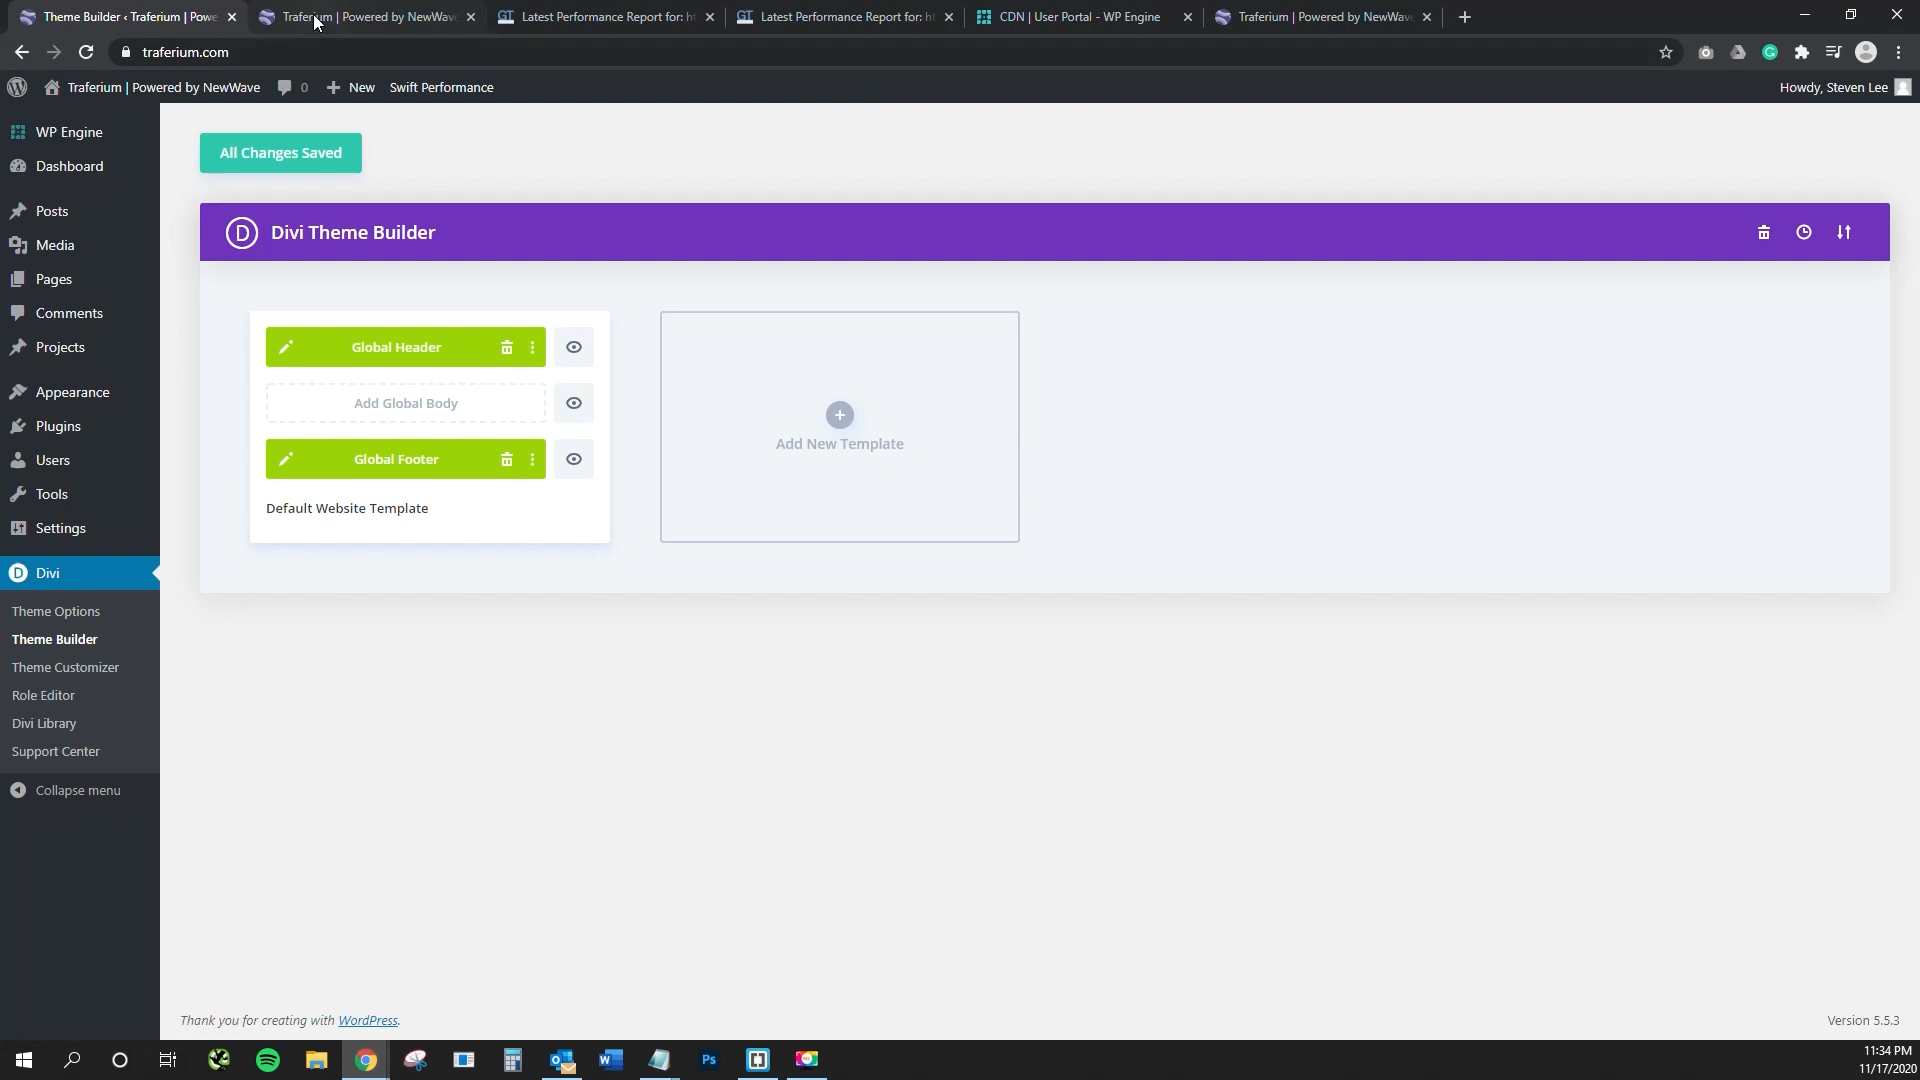 Theme Builder ‹ Traferium | Powe
Traferium | Powered by NewWave
Latest Performance Report for: ht
Latest Performance Report for: ht
CDN | User Portal - WP Engine
Traferium | Powered by NewWave
traferium.com
Traferium | Powered by NewWave
0
New
Swift Performance
Howdy, Steven Lee
WP Engine
Dashboard
Posts
Media
Pages
Comments
Projects
Appearance
Plugins
Users
Tools
Settings
Divi
Theme Options
Theme Builder
Theme Customizer
Role Editor
Divi Library
Support Center
Collapse menu
All Changes Saved
D
Divi Theme Builder
Global Header
Add Global Body
Global Footer
Default Website Template
Add New Template
Thank you for creating with WordPress.
Version 5.5.3
11:34 PM
11/17/2020